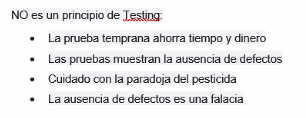 NO es un principio de Testing:
• La prueba temprana ahorra tiempo y dinero
• Las pruebas muestran la ausencia de defectos
• Cuidado con la paradoja del pesticida
• La ausencia de defectos es una falacia